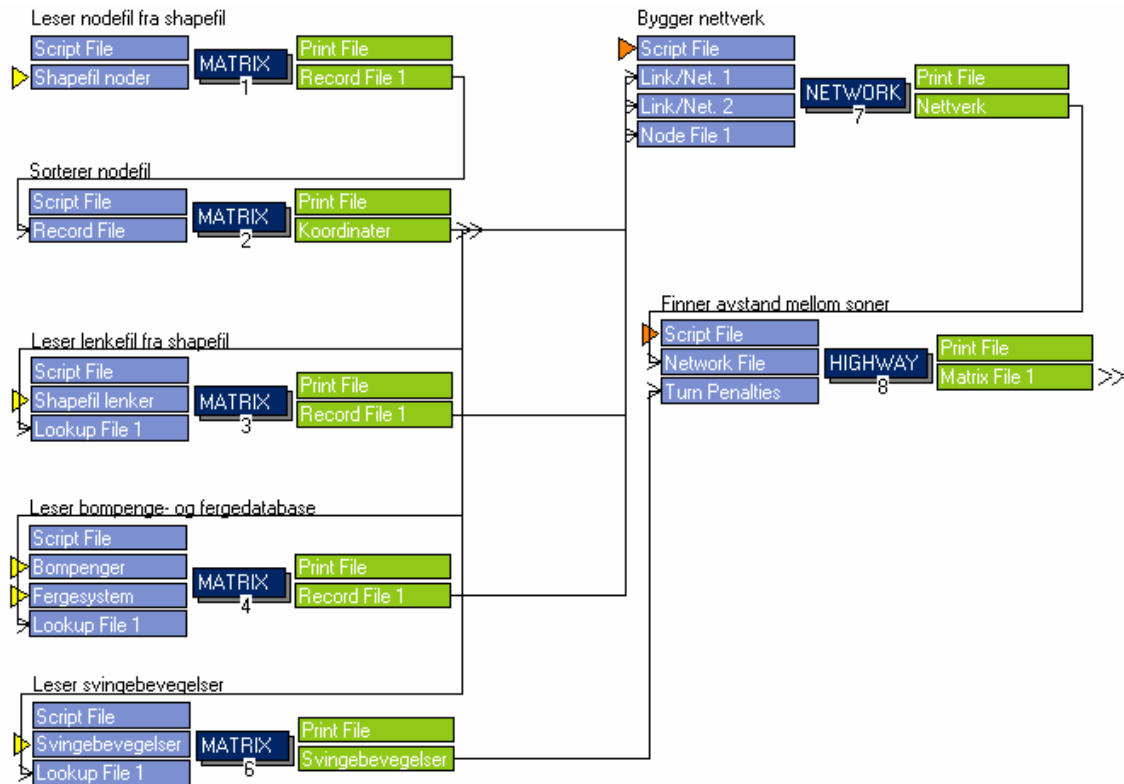 Leser nodefil fra shapefil
Script File
Shapefil noder
MATRIX
1
Print File
Record File 1
Sorterer nodefil
Script File
Record File
MATRIX
2
Print File
Koordinater
Leser lenkefil fra shapefil
Script File
Shapefil lenker
Lookup File 1
MATRIX
3
Print File
Record File 1
Leser bompenge- og fergedatabase
Script File
Bompenger
Fergesystem
Lookup File 1
MATRIX
4
Print File
Record File 1
Leser svingebevegelser
Script File
Svingebevegelser
Lookup File 1
MATRIX
6
Print File
Svingebevegelser
Bygger nettverk
Script File
Link/Net. 1
Link/Net. 2
Node File 1
NETWORK
7
Print File
Nettverk
Finner avstand mellom soner
Script File
Network File
Turn Penalties
HIGHWAY
8
Print File
Matrix File 1